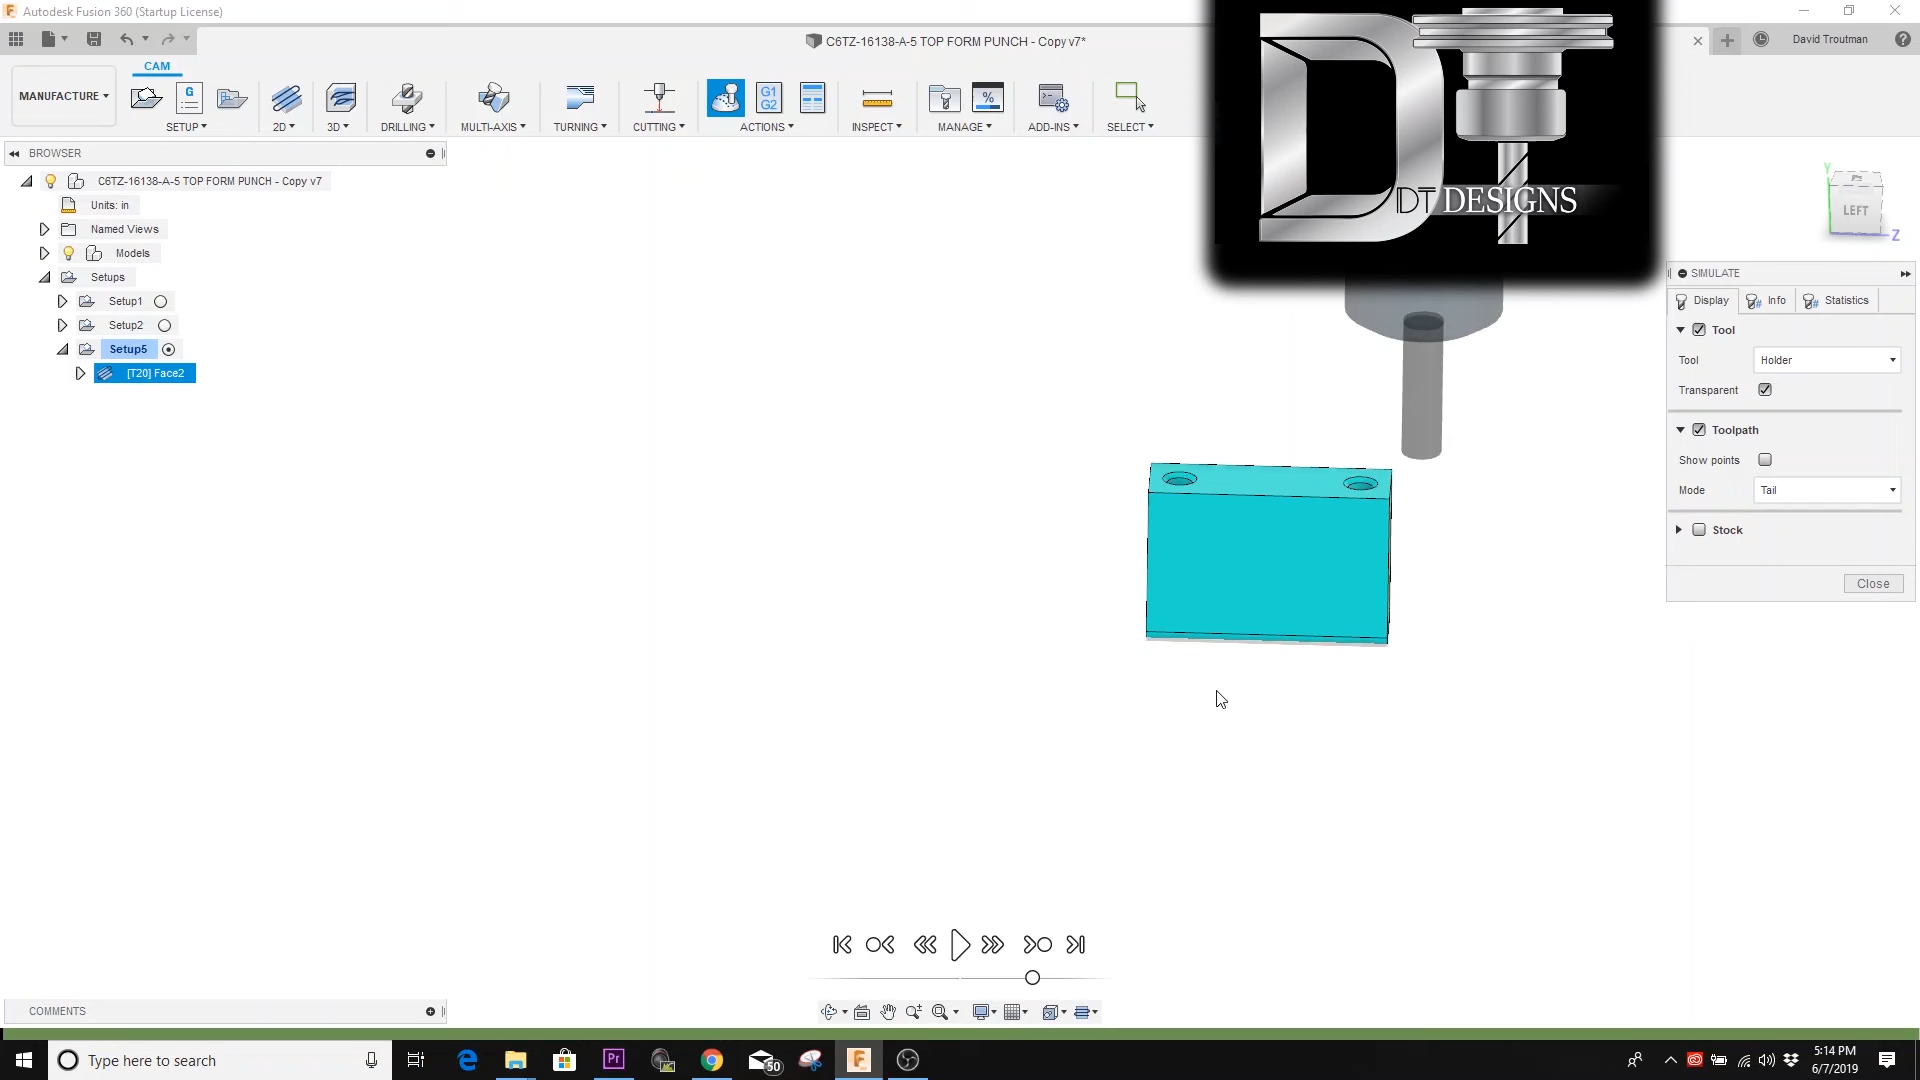 Autodesk Fusion 360 (Startup License)
C6TZ-16138-A-5 TOP FORM PUNCH - Copy v7*
David Troutman
CAM
MANUFACTURE
G
G1
G2
%
SETUP
2D
3D
DRILLING
MULTI-AXIS
TURNING
CUTTING
ACTIONS
INSPECT
MANAGE
ADD-INS
SELECT
DT DESIGNS
BROWSER
C6TZ-16138-A-5 TOP FORM PUNCH - Copy v7
Units: in
Named Views
Models
Setups
Setup1
Setup2
Setup5
[T20] Face2
Y
LEFT
Z
SIMULATE
Display
Info
Statistics
Tool
Tool Holder
Transparent
Toolpath
Show points
Mode Tail
Stock
Close
COMMENTS
Type here to search
Pr
50
5:14 PM
6/7/2019